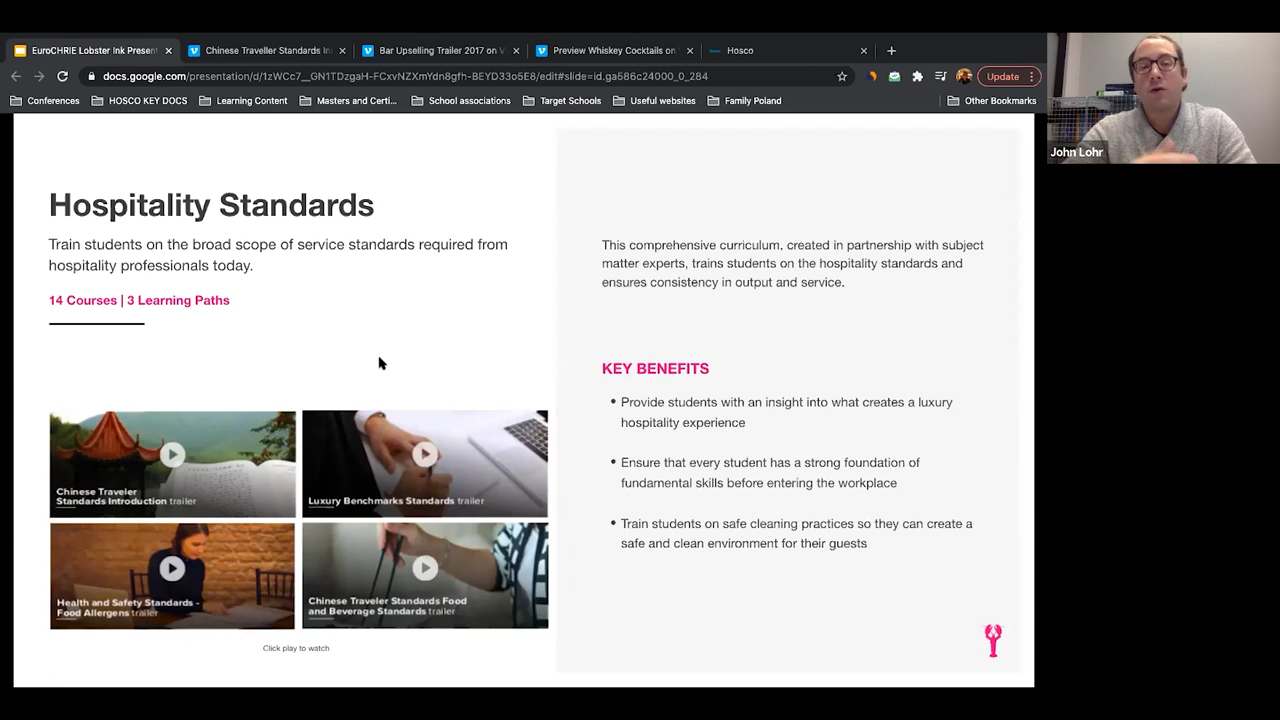 EuroCHRIE Lobster Ink Present
Chinese Traveller Standards In
Bar Upselling Trailer 2017 on V
Preview Whiskey Cocktails on
Hosco
docs.google.com/presentation/d/1zWCc7__GN1TDzgaH-FCxvNZXmYdn8gfh-BEYD33o5E8/edit#slide=id.ga586c24000_0_284
Update
Conferences
HOSCO KEY DOCS
Learning Content
Masters and Certi...
School associations
Target Schools
Useful websites
Family Poland
Other Bookmarks
John Lohr
Hospitality Standards
Train students on the broad scope of service standards required from
hospitality professionals today.
14 Courses | 3 Learning Paths
Chinese Traveler
Standards Introduction trailer
Luxury Benchmarks Standards trailer
Health and Safety Standards -
Food Allergens trailer
Chinese Traveler Standards Food
and Beverage Standards trailer
Click play to watch
This comprehensive curriculum, created in partnership with subject
matter experts, trains students on the hospitality standards and
ensures consistency in output and service.
KEY BENEFITS
• Provide students with an insight into what creates a luxury
hospitality experience
• Ensure that every student has a strong foundation of
fundamental skills before entering the workplace
• Train students on safe cleaning practices so they can create a
safe and clean environment for their guests